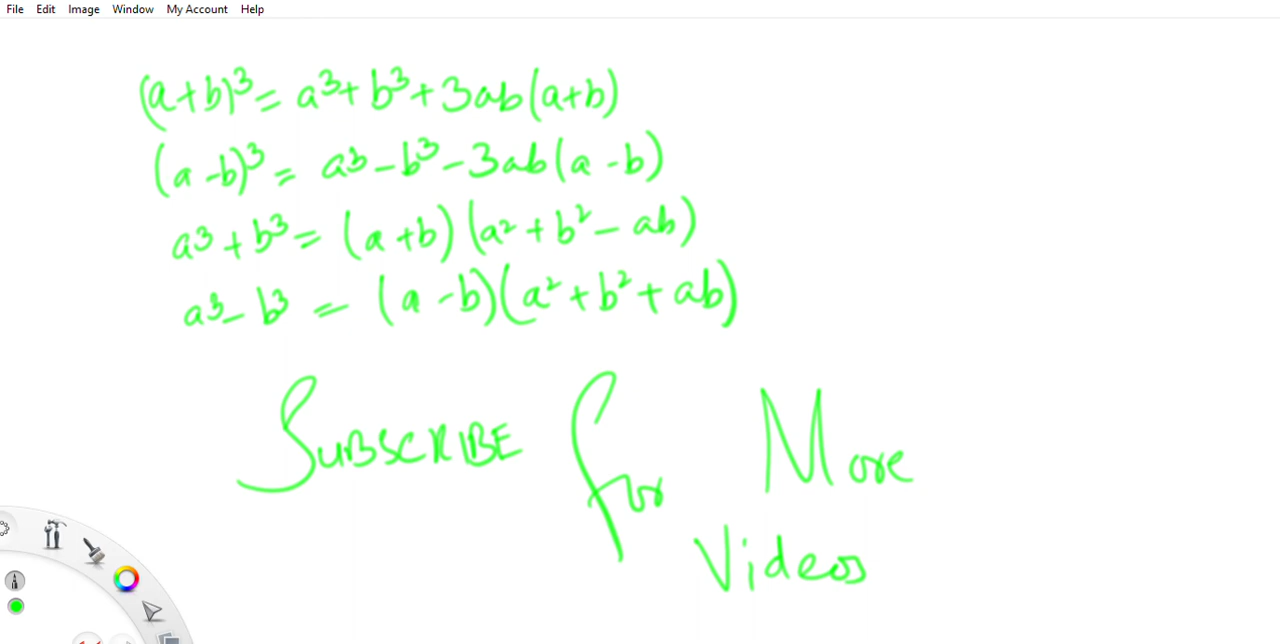 File Edit Image Window My Account Help
(a+b)³ = a³+b³+3ab(a+b)
(a-b)³ = a³-b³-3ab(a-b)
a³+b³ = (a+b)(a²+b²-ab)
a³-b³ = (a-b)(a²+b²+ab)
SUBSCRIBE for More
Videos